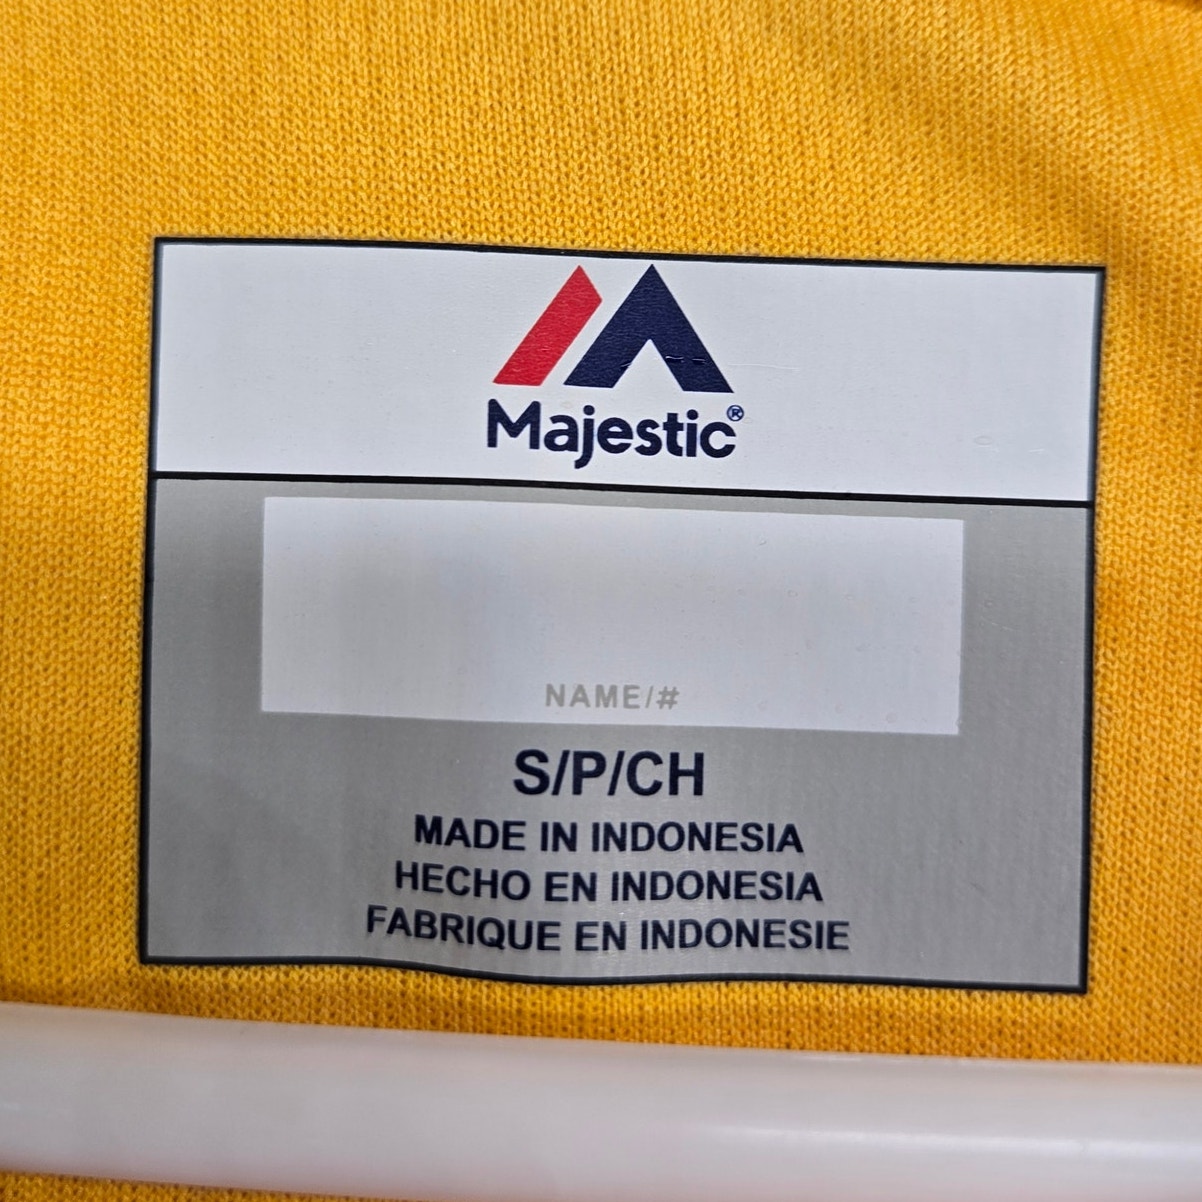 Majestic®
NAME/#
S/P/CH
MADE IN INDONESIA
HECHO EN INDONESIA
FABRIQUE EN INDONESIE